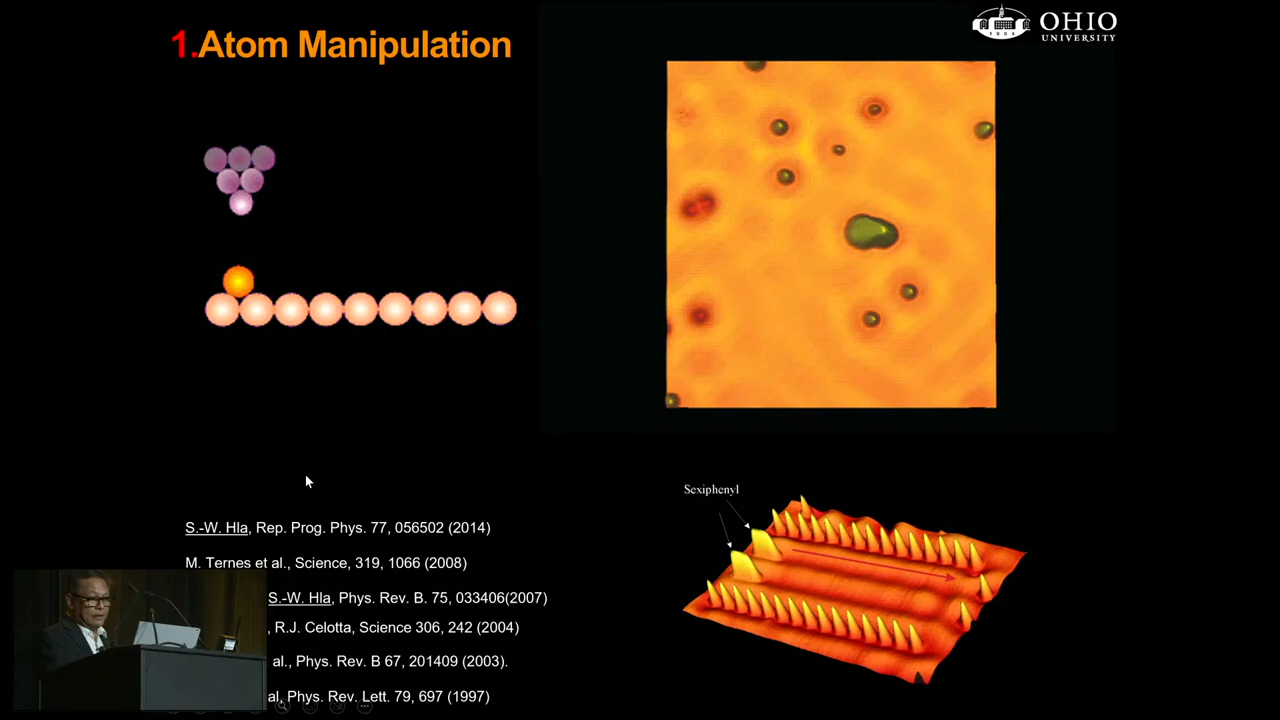 1.Atom Manipulation
OHIO
UNIVERSITY
1804
Sexiphenyl
S.-W. Hla, Rep. Prog. Phys. 77, 056502 (2014)
M. Ternes et al., Science, 319, 1066 (2008)
S.-W. Hla, Phys. Rev. B. 75, 033406(2007)
, R.J. Celotta, Science 306, 242 (2004)
al., Phys. Rev. B 67, 201409 (2003).
al, Phys. Rev. Lett. 79, 697 (1997)